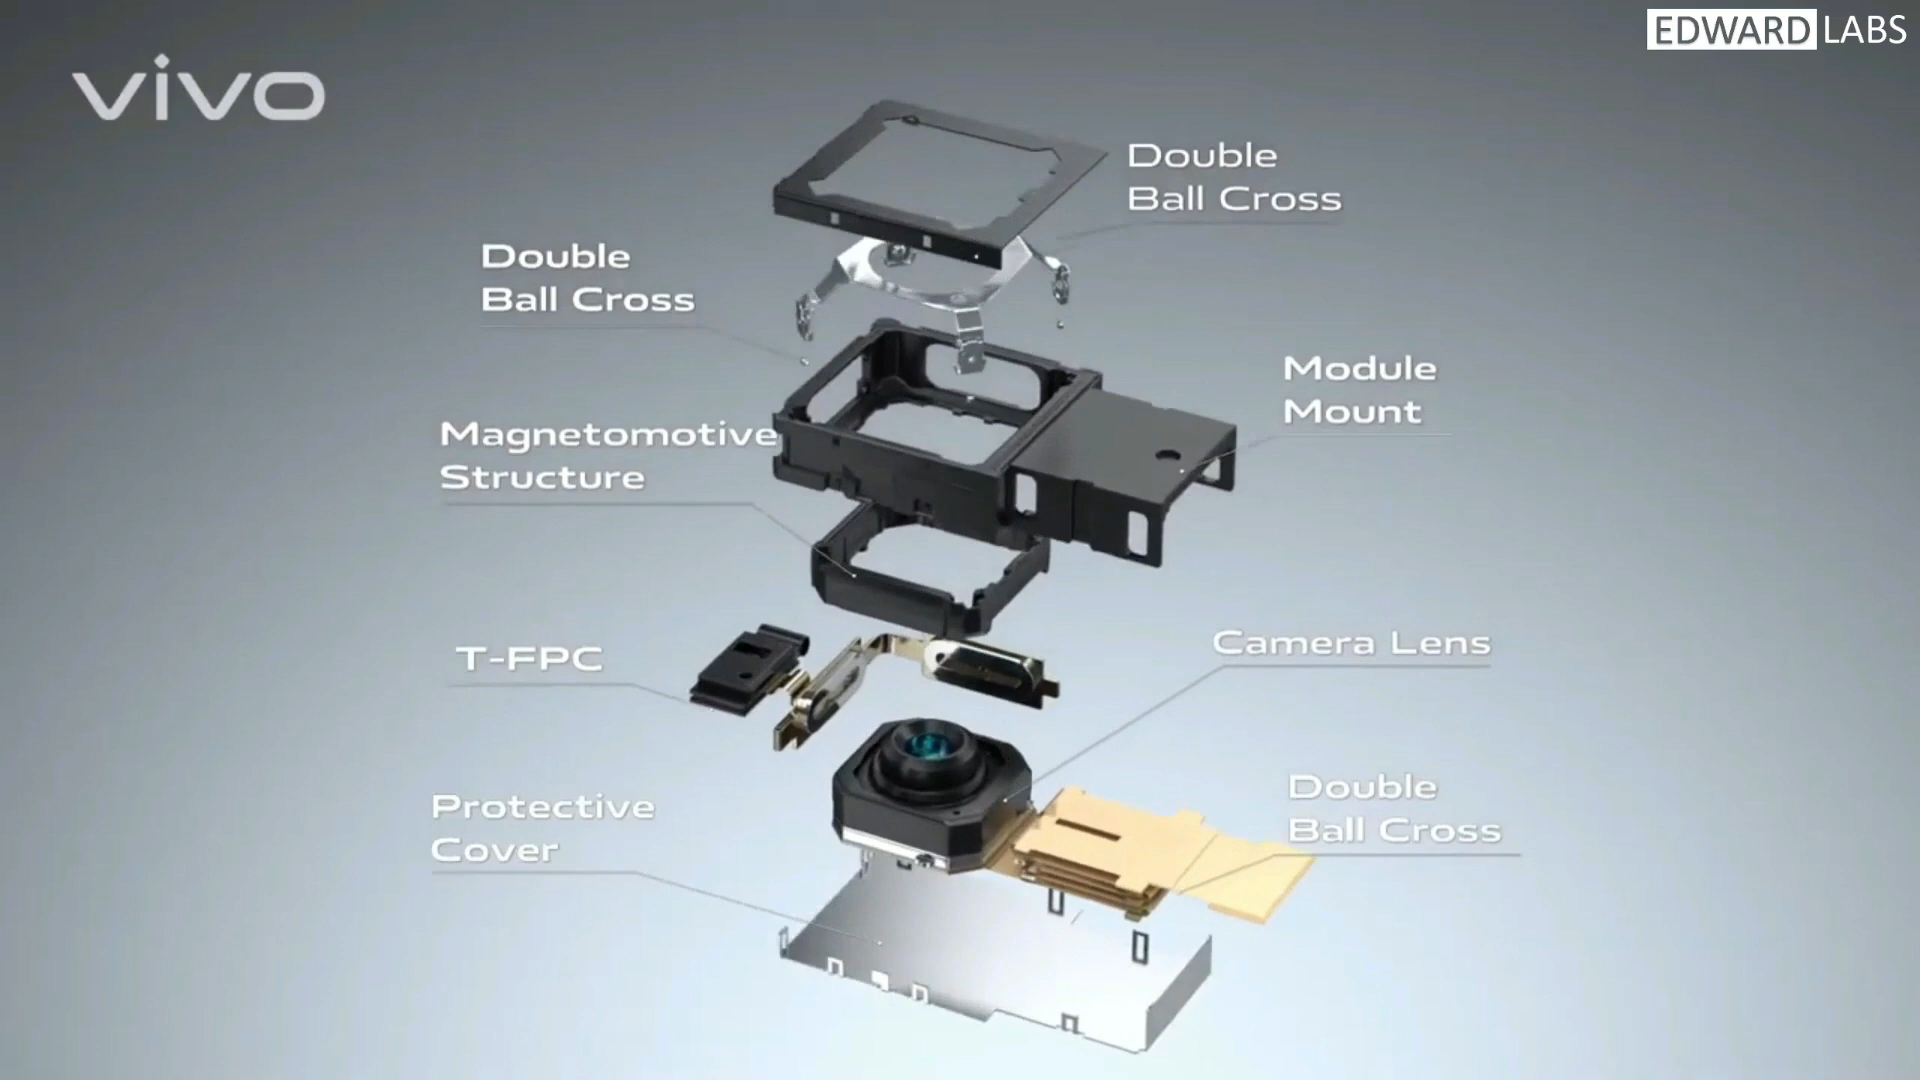 EDWARD LABS
vivo
Double
Ball Cross
Double
Ball Cross
Module
Mount
Magnetomotive
Structure
T-FPC
Camera Lens
Double
Ball Cross
Protective
Cover